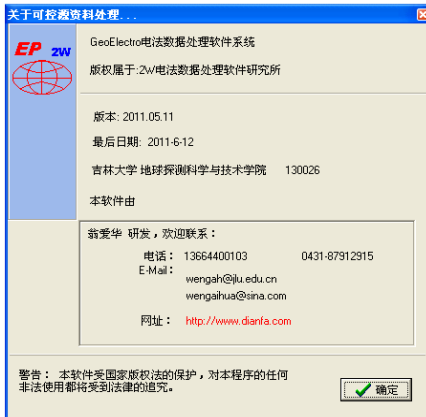 关于可控源资料处理...
EP 2W
GeoElectro电法数据处理软件系统
版权属于:2W电法数据处理软件研究所
版本: 2011.05.11
最后日期: 2011-6-12
吉林大学 地球探测科学与技术学院 130026
本软件由
翁爱华 研发，欢迎联系：
电话： 13664400103 0431-87912915
E-Mail：
wengah@jlu.edu.cn
wengaihua@sina.com
网址： http://www.dianfa.com
警告： 本软件受国家版权法的保护，对本程序的任何
非法使用都将受到法律的追究。
确定